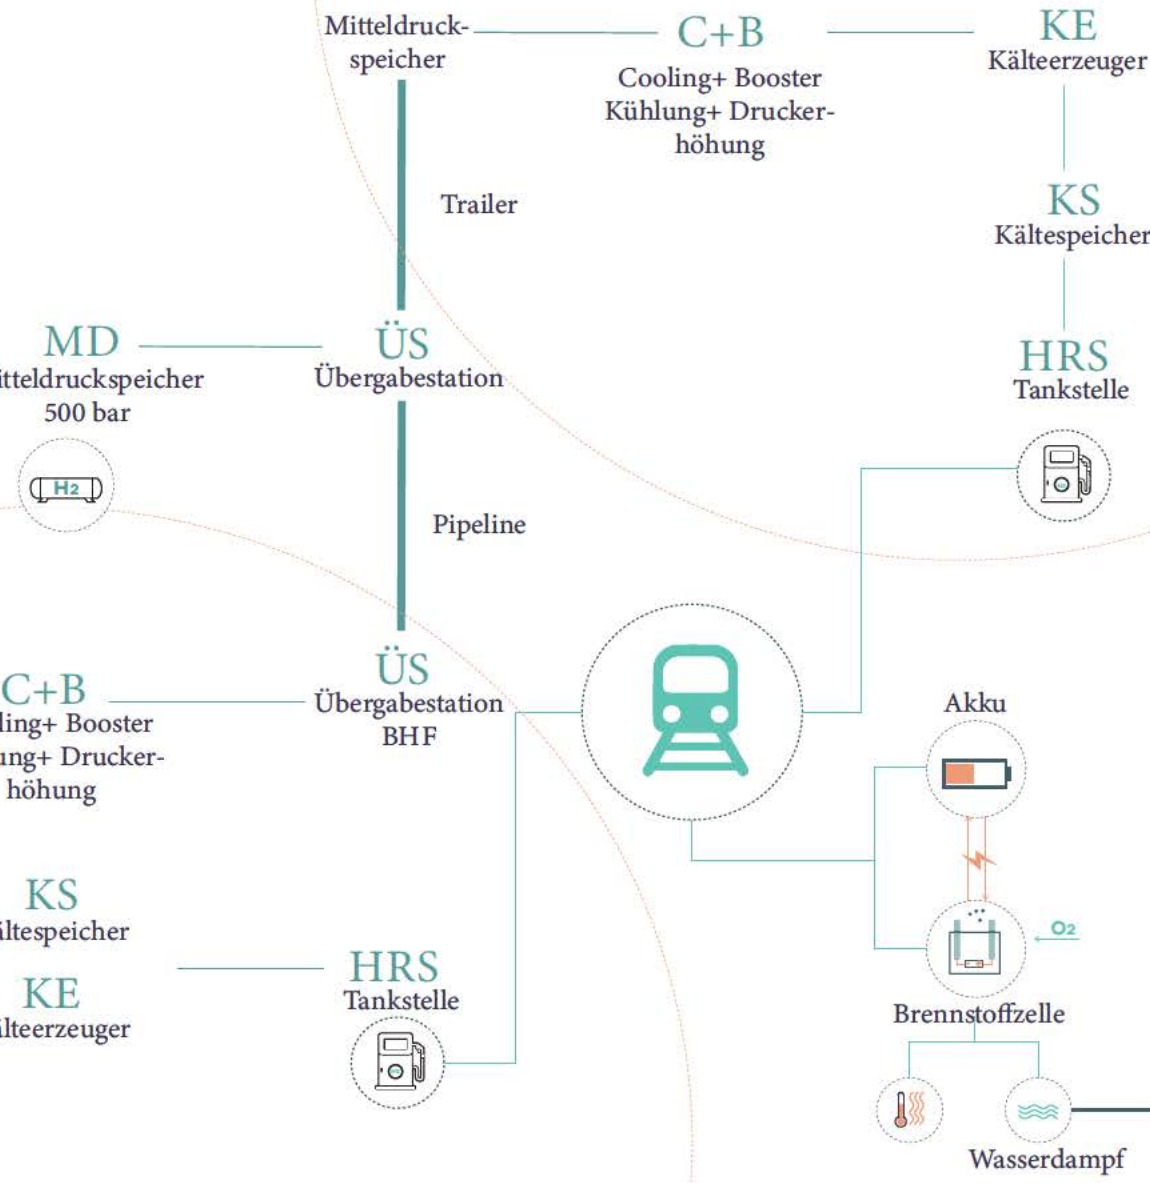 Mitteldruck-
speicher
C+B
Cooling+ Booster
Kühlung+ Drucker-
höhung
KE
Kälteerzeuger
KS
Kältespeicher
HRS
Tankstelle
Trailer
MD
itteldruckspeicher
500 bar
H2
ÜS
Übergabestation
Pipeline
ÜS
Übergabestation
BHF
C+B
ling+ Booster
ung+ Drucker-
höhung
KS
ältespeicher
KE
älteerzeuger
HRS
Tankstelle
Akku
O2
Brennstoffzelle
Wasserdampf